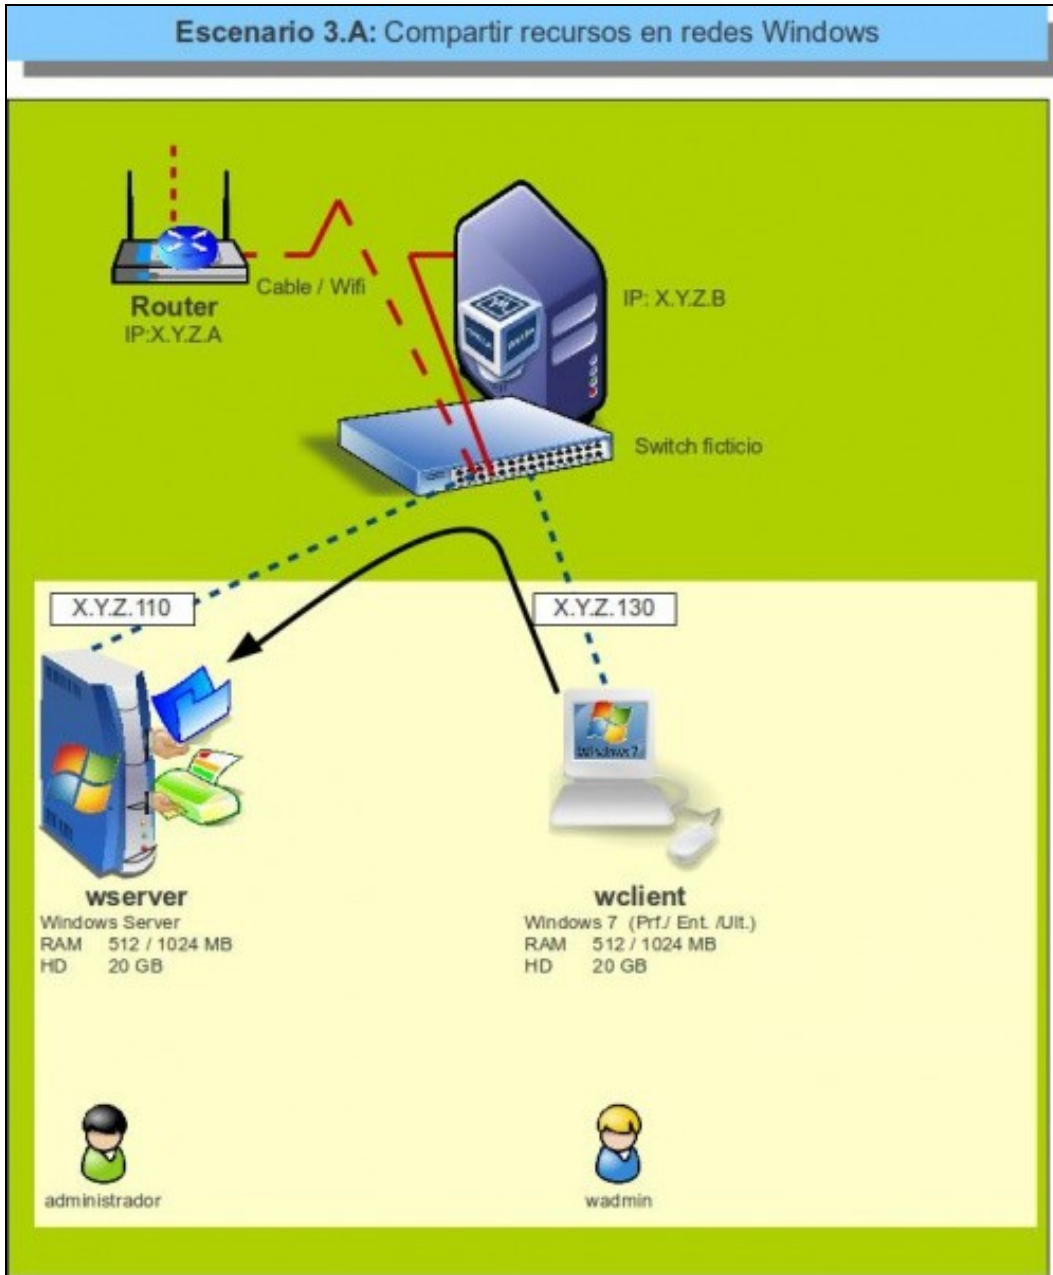 Escenario 3.A: Compartir recursos en redes Windows
Cable / Wifi
Router
IP:X.Y.Z.A
IP: X.Y.Z.B
Switch ficticio
X.Y.Z.110
X.Y.Z.130
Windows7
wserver
Windows Server
RAM 512 / 1024 MB
HD 20 GB
wclient
Windows 7 (Prf./ Ent. /Ult.)
RAM 512 / 1024 MB
HD 20 GB
administrador
wadmin